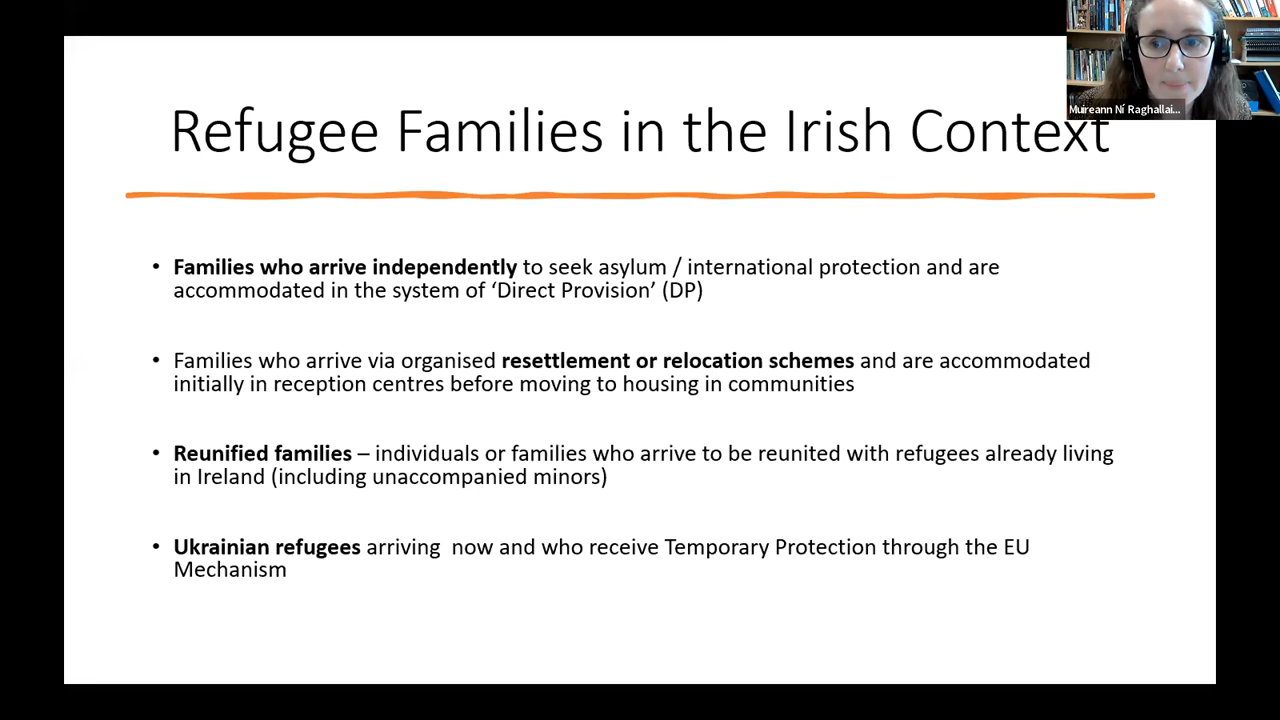 Muireann Ní Raghallai...
Refugee Families in the Irish Context
• Families who arrive independently to seek asylum / international protection and are
accommodated in the system of ‘Direct Provision’ (DP)
• Families who arrive via organised resettlement or relocation schemes and are accommodated
initially in reception centres before moving to housing in communities
• Reunified families – individuals or families who arrive to be reunited with refugees already living
in Ireland (including unaccompanied minors)
• Ukrainian refugees arriving  now and who receive Temporary Protection through the EU
Mechanism